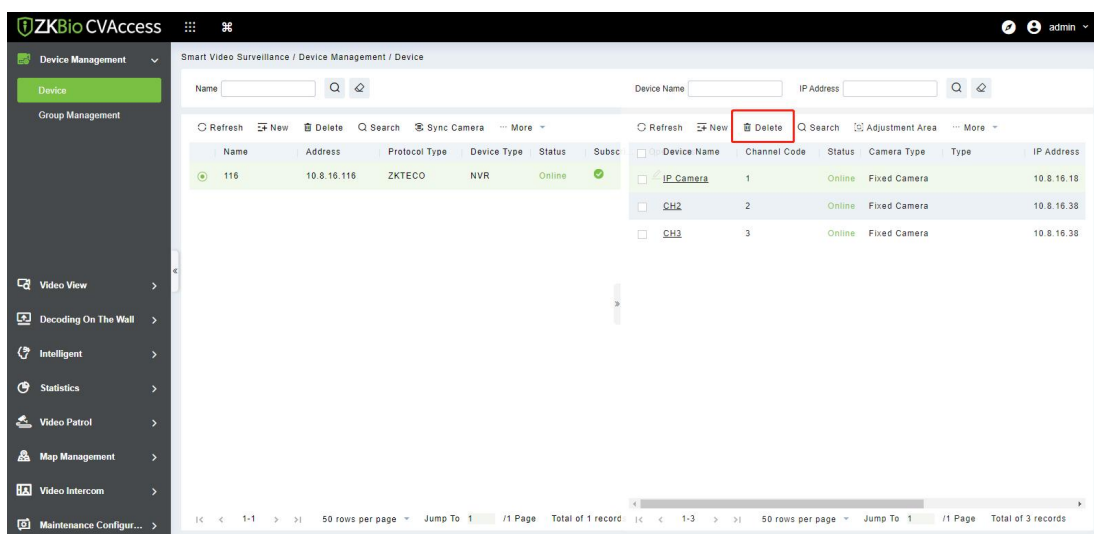 ZKBio CVAccess
admin
Device Management
Device
Group Management
Video View
Decoding On The Wall
Intelligent
Statistics
Video Patrol
Map Management
Video Intercom
Maintenance Configur...
Smart Video Surveillance / Device Management / Device
Name
Refresh New Delete Search Sync Camera ... More
Name Address Protocol Type Device Type Status Subsc
116 10.8.16.116 ZKTECO NVR Online
1-1 50 rows per page Jump To 1 /1 Page Total of 1 record
Device Name IP Address
Refresh New Delete Search Adjustment Area ... More
Device Name Channel Code Status Camera Type Type IP Address
IP Camera 1 Online Fixed Camera 10.8.16.18
CH2 2 Online Fixed Camera 10.8.16.38
CH3 3 Online Fixed Camera 10.8.16.38
1-3 50 rows per page Jump To 1 /1 Page Total of 3 records